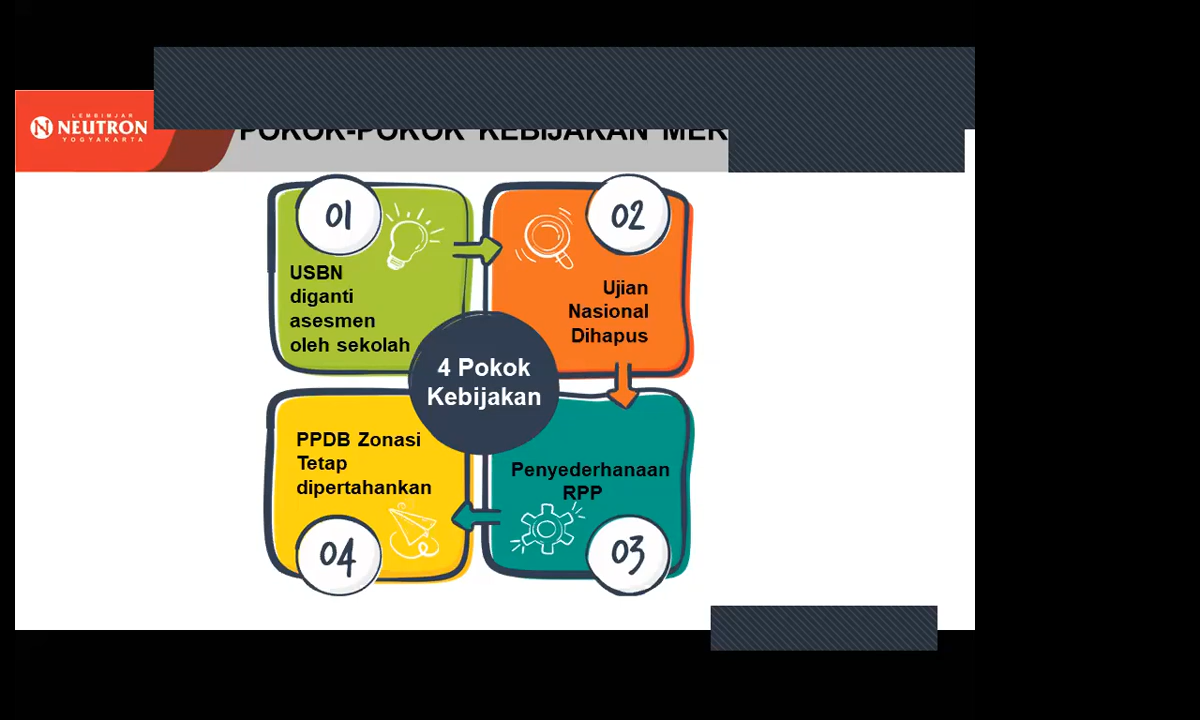 LEMBIMJAR
NEUTRON
YOGYAKARTA
POKOK-POKOK KEBIJAKAN MER
01
USBN
diganti
asesmen
oleh sekolah
02
Ujian
Nasional
Dihapus
4 Pokok
Kebijakan
Penyederhanaan
RPP
03
PPDB Zonasi
Tetap
dipertahankan
04